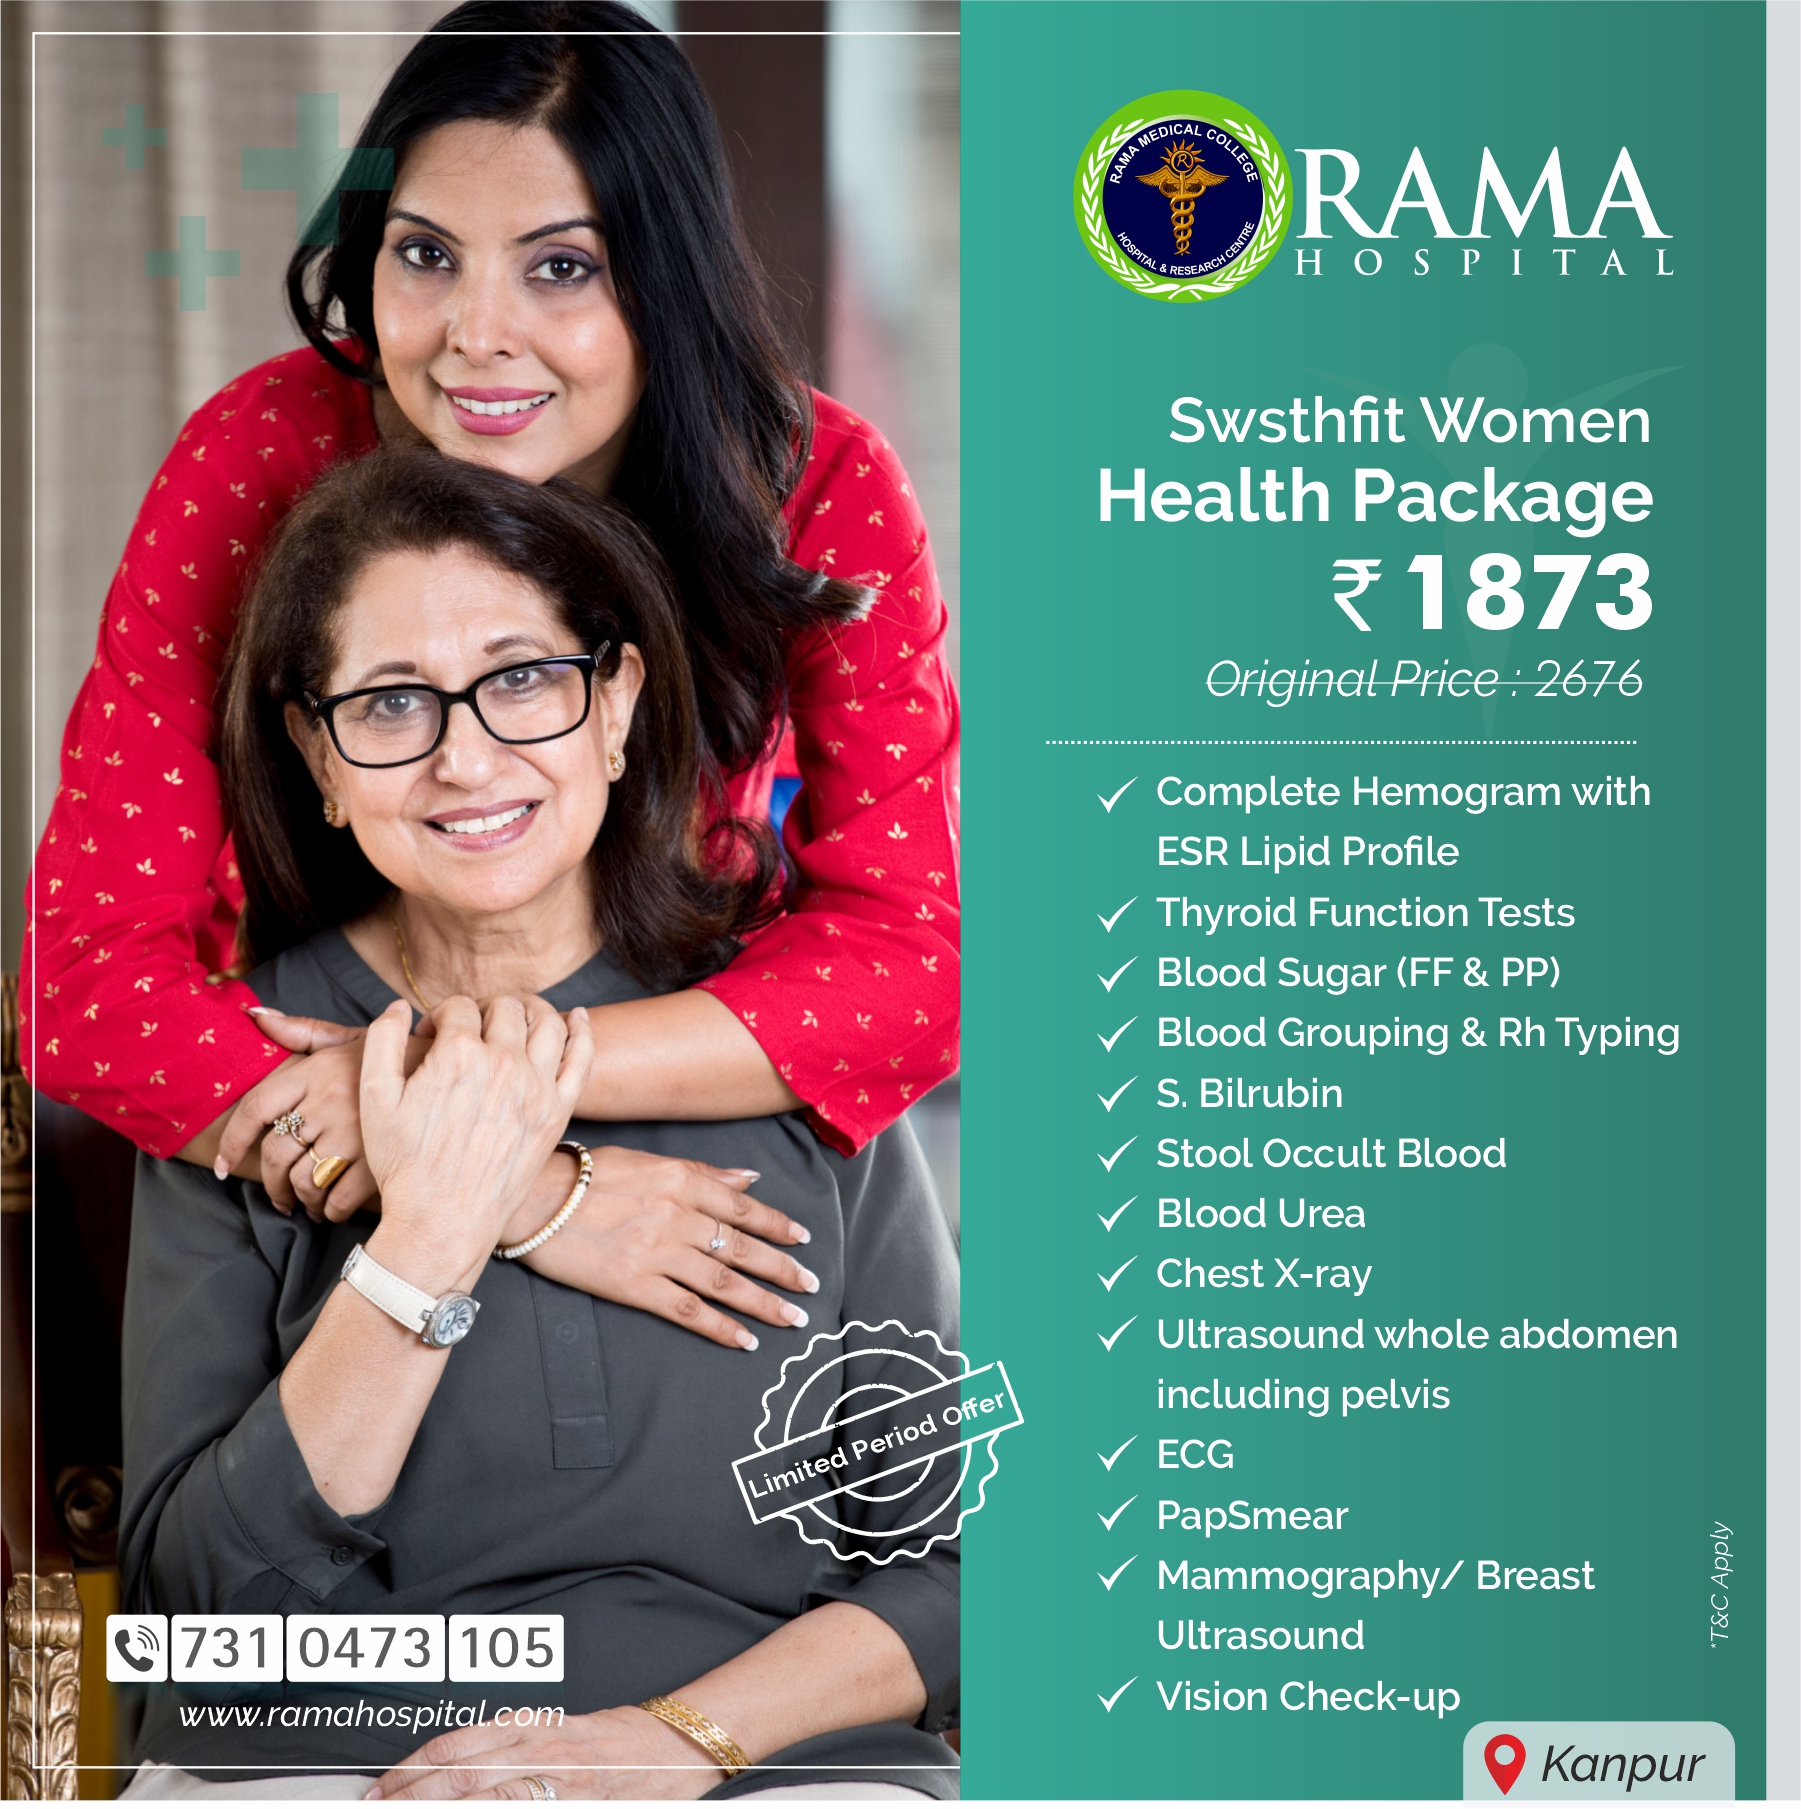 RAMA MEDICAL COLLEGE
HOSPITAL & RESEARCH CENTRE
R
RAMA
HOSPITAL
Swsthfit Women
Health Package
₹ 1873
Original Price : 2676
Complete Hemogram with
ESR Lipid Profile
Thyroid Function Tests
Blood Sugar (FF & PP)
Blood Grouping & Rh Typing
S. Bilrubin
Stool Occult Blood
Blood Urea
Chest X-ray
Ultrasound whole abdomen
including pelvis
ECG
PapSmear
Mammography/ Breast
Ultrasound
Vision Check-up
*T&C Apply
Kanpur
Limited Period Offer
731 0473 105
www.ramahospital.com